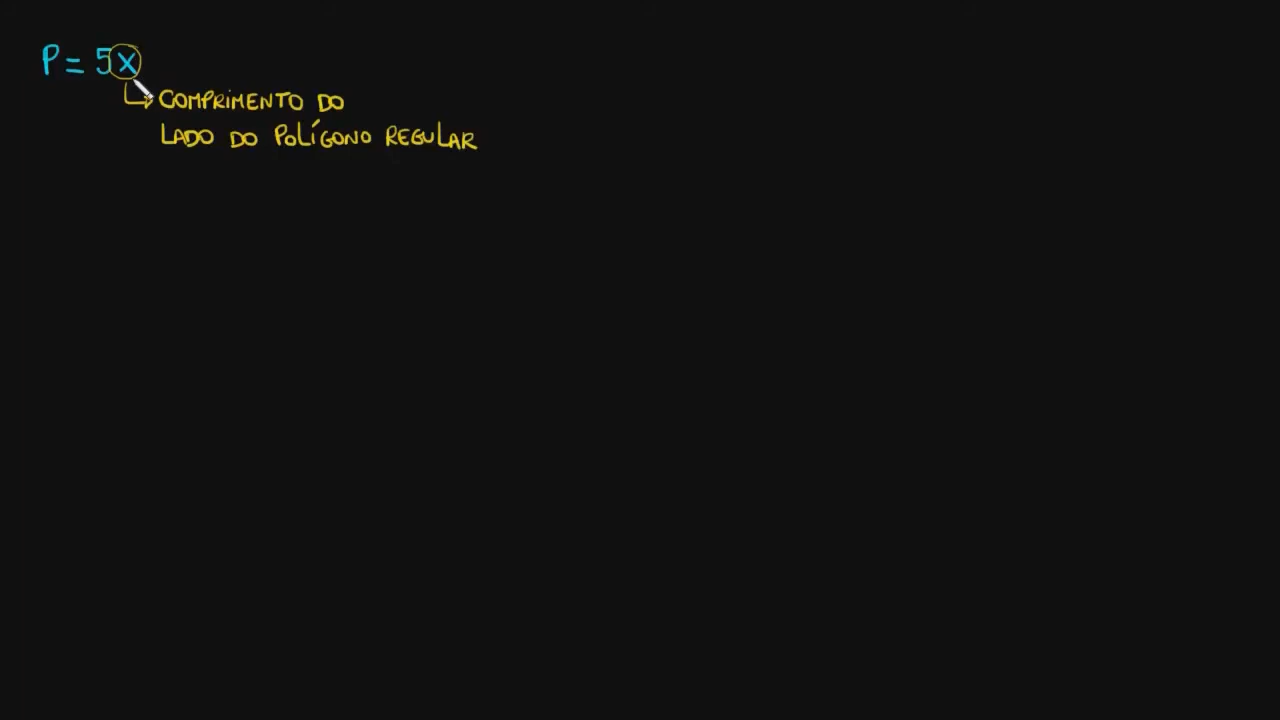 P = 5x
COMPRIMENTO DO
LADO DO POLÍGONO REGULAR